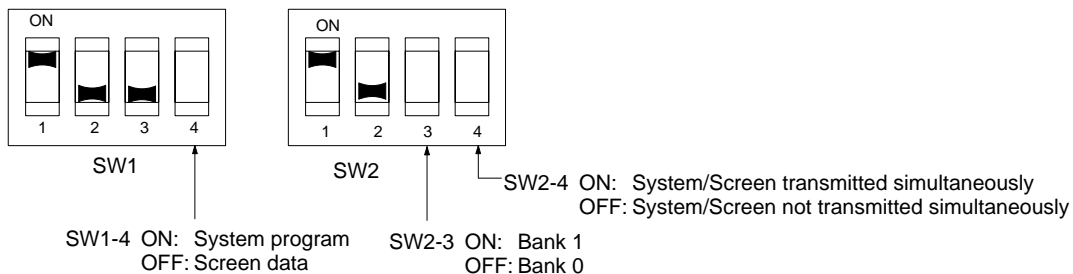 ON
1 2 3 4
SW1
ON
1 2 3 4
SW2
SW2-4 ON: System/Screen transmitted simultaneously
OFF: System/Screen not transmitted simultaneously
SW1-4 ON: System program
OFF: Screen data
SW2-3 ON: Bank 1
OFF: Bank 0